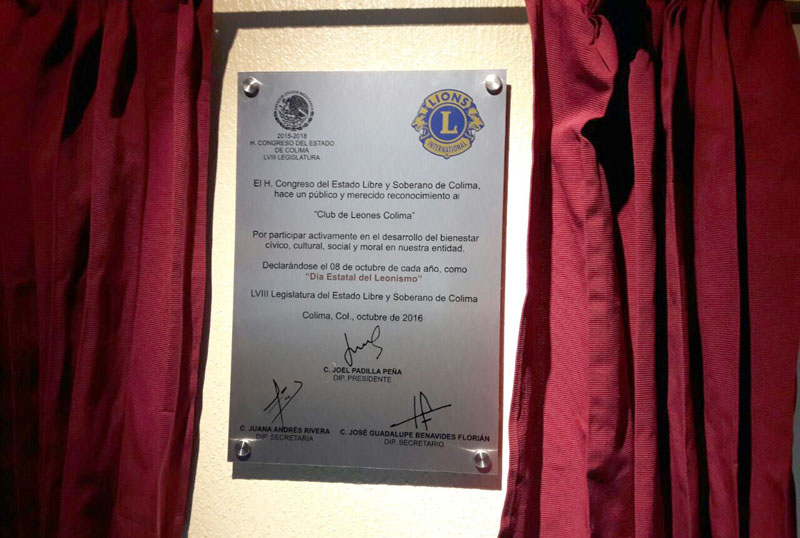 2015-2018
H. CONGRESO DEL ESTADO
DE COLIMA
LVIII LEGISLATURA
LIONS
L
INTERNATIONAL
El H. Congreso del Estado Libre y Soberano de Colima,
hace un público y merecido reconocimiento al
"Club de Leones Colima"
Por participar activamente en el desarrollo del bienestar
cívico, cultural, social y moral en nuestra entidad.
Declarándose el 08 de octubre de cada año, como
"Día Estatal del Leonismo"
LVIII Legislatura del Estado Libre y Soberano de Colima
Colima, Col., octubre de 2016
C. JOEL PADILLA PEÑA
DIP. PRESIDENTE
C. JUANA ANDRÉS RIVERA
DIP. SECRETARIA
C. JOSÉ GUADALUPE BENAVIDES FLORIÁN
DIP. SECRETARIO